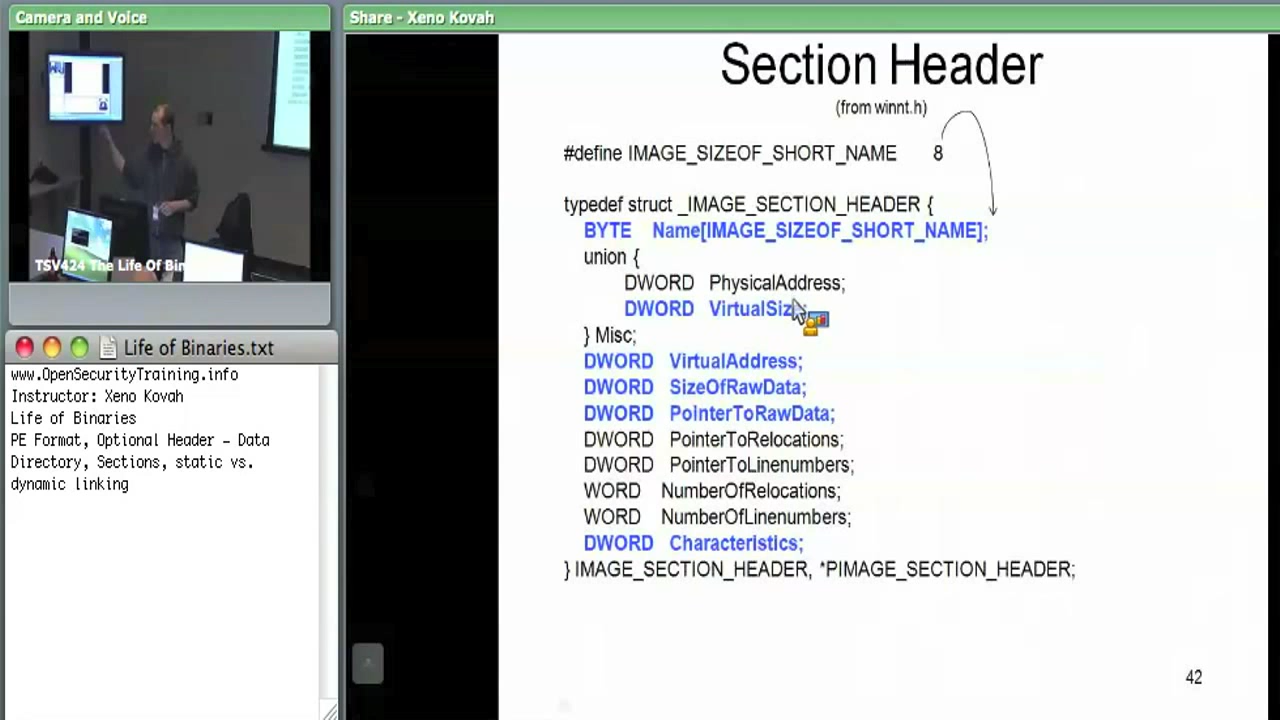 Camera and Voice
Share - Xeno Kovah
TSV424 The Life Of Bin
Life of Binaries.txt
www.OpenSecurityTraining.info
Instructor: Xeno Kovah
Life of Binaries
PE Format, Optional Header - Data
Directory, Sections, static vs.
dynamic linking
Section Header
(from winnt.h)
#define IMAGE_SIZEOF_SHORT_NAME 8
typedef struct _IMAGE_SECTION_HEADER {
BYTE Name[IMAGE_SIZEOF_SHORT_NAME];
union {
DWORD PhysicalAddress;
DWORD VirtualSize;
} Misc;
DWORD VirtualAddress;
DWORD SizeOfRawData;
DWORD PointerToRawData;
DWORD PointerToRelocations;
DWORD PointerToLinenumbers;
WORD NumberOfRelocations;
WORD NumberOfLinenumbers;
DWORD Characteristics;
} IMAGE_SECTION_HEADER, *PIMAGE_SECTION_HEADER;
42